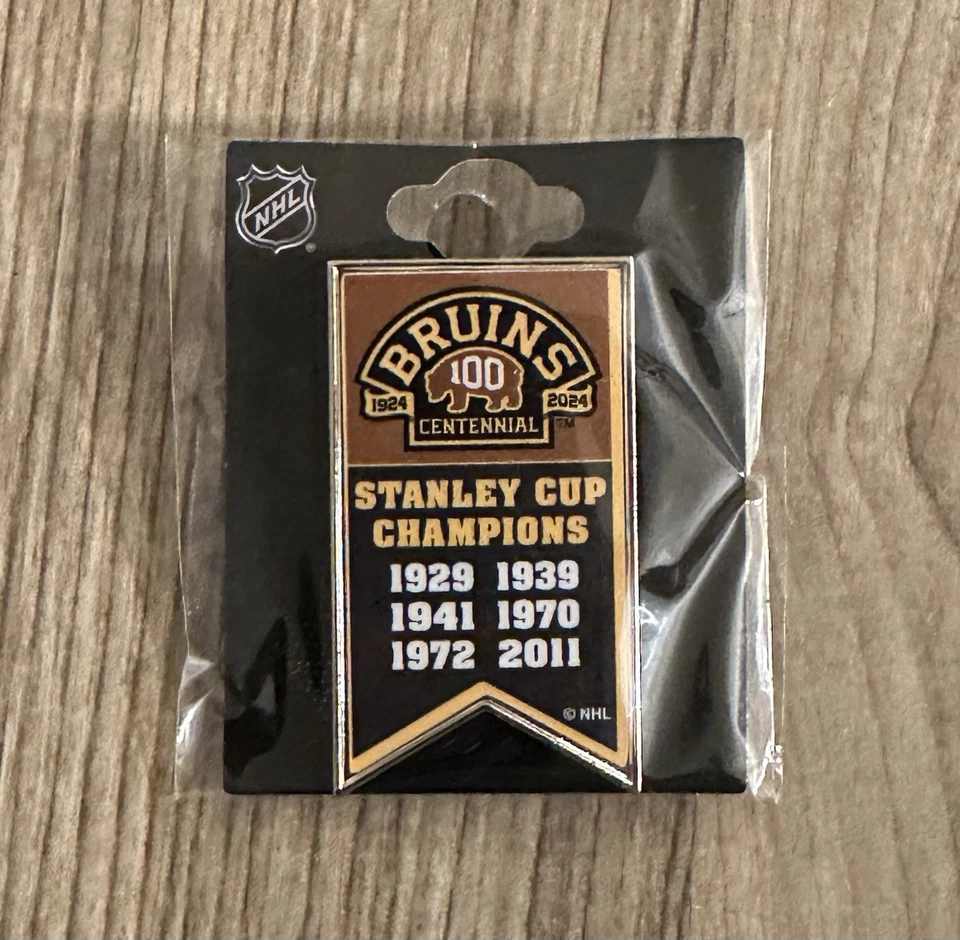 NHL
®
BRUINS
100
1924 2024
CENTENNIAL TM
STANLEY CUP
CHAMPIONS
1929 1939
1941 1970
1972 2011
© NHL